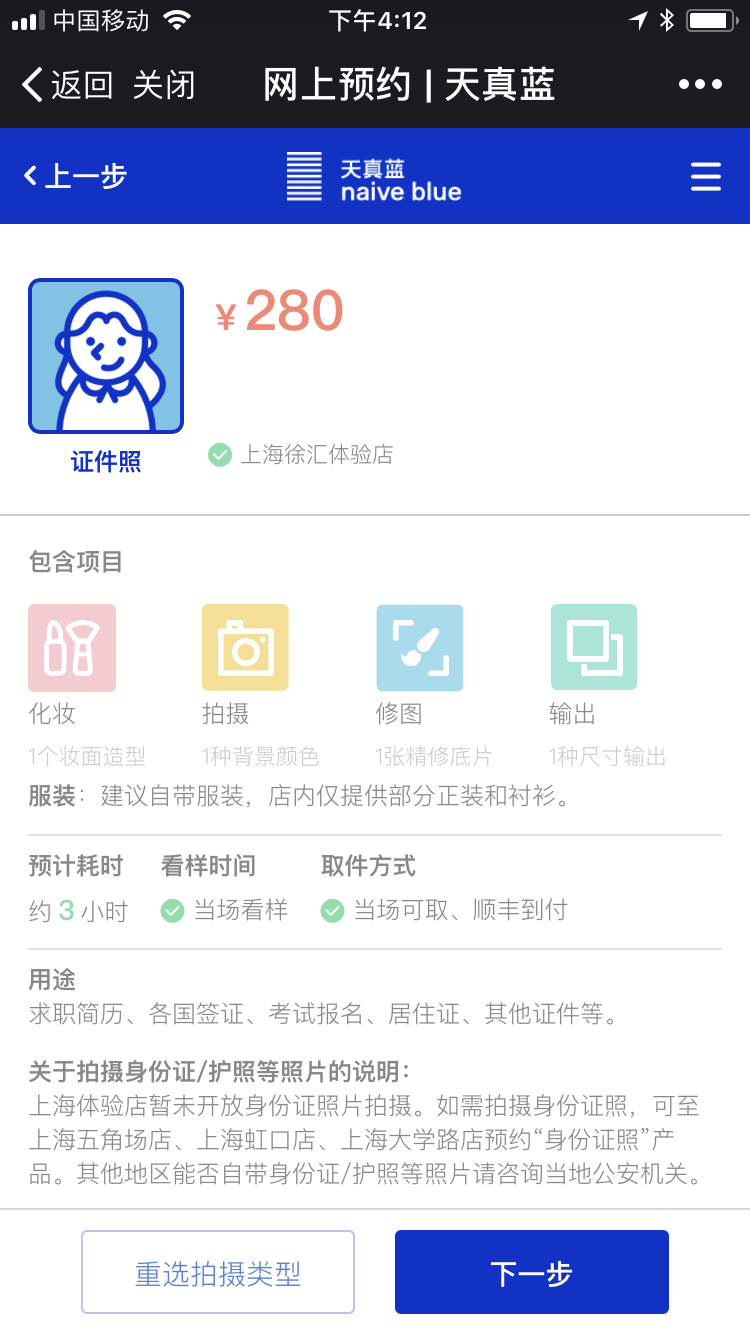 中国移动 下午4:12
返回 关闭 网上预约 | 天真蓝
上一步 天真蓝
naive blue
¥280
证件照
上海徐汇体验店
包含项目
化妆 拍摄 修图 输出
1个妆面造型 1种背景颜色 1张精修底片 1种尺寸输出
服装：建议自带服装，店内仅提供部分正装和衬衫。
预计耗时 看样时间 取件方式
约 3 小时 当场看样 当场可取、顺丰到付
用途
求职简历、各国签证、考试报名、居住证、其他证件等。
关于拍摄身份证/护照等照片的说明：
上海体验店暂未开放身份证照片拍摄。如需拍摄身份证照，可至
上海五角场店、上海虹口店、上海大学路店预约“身份证照”产
品。其他地区能否自带身份证/护照等照片请咨询当地公安机关。
重选拍摄类型 下一步